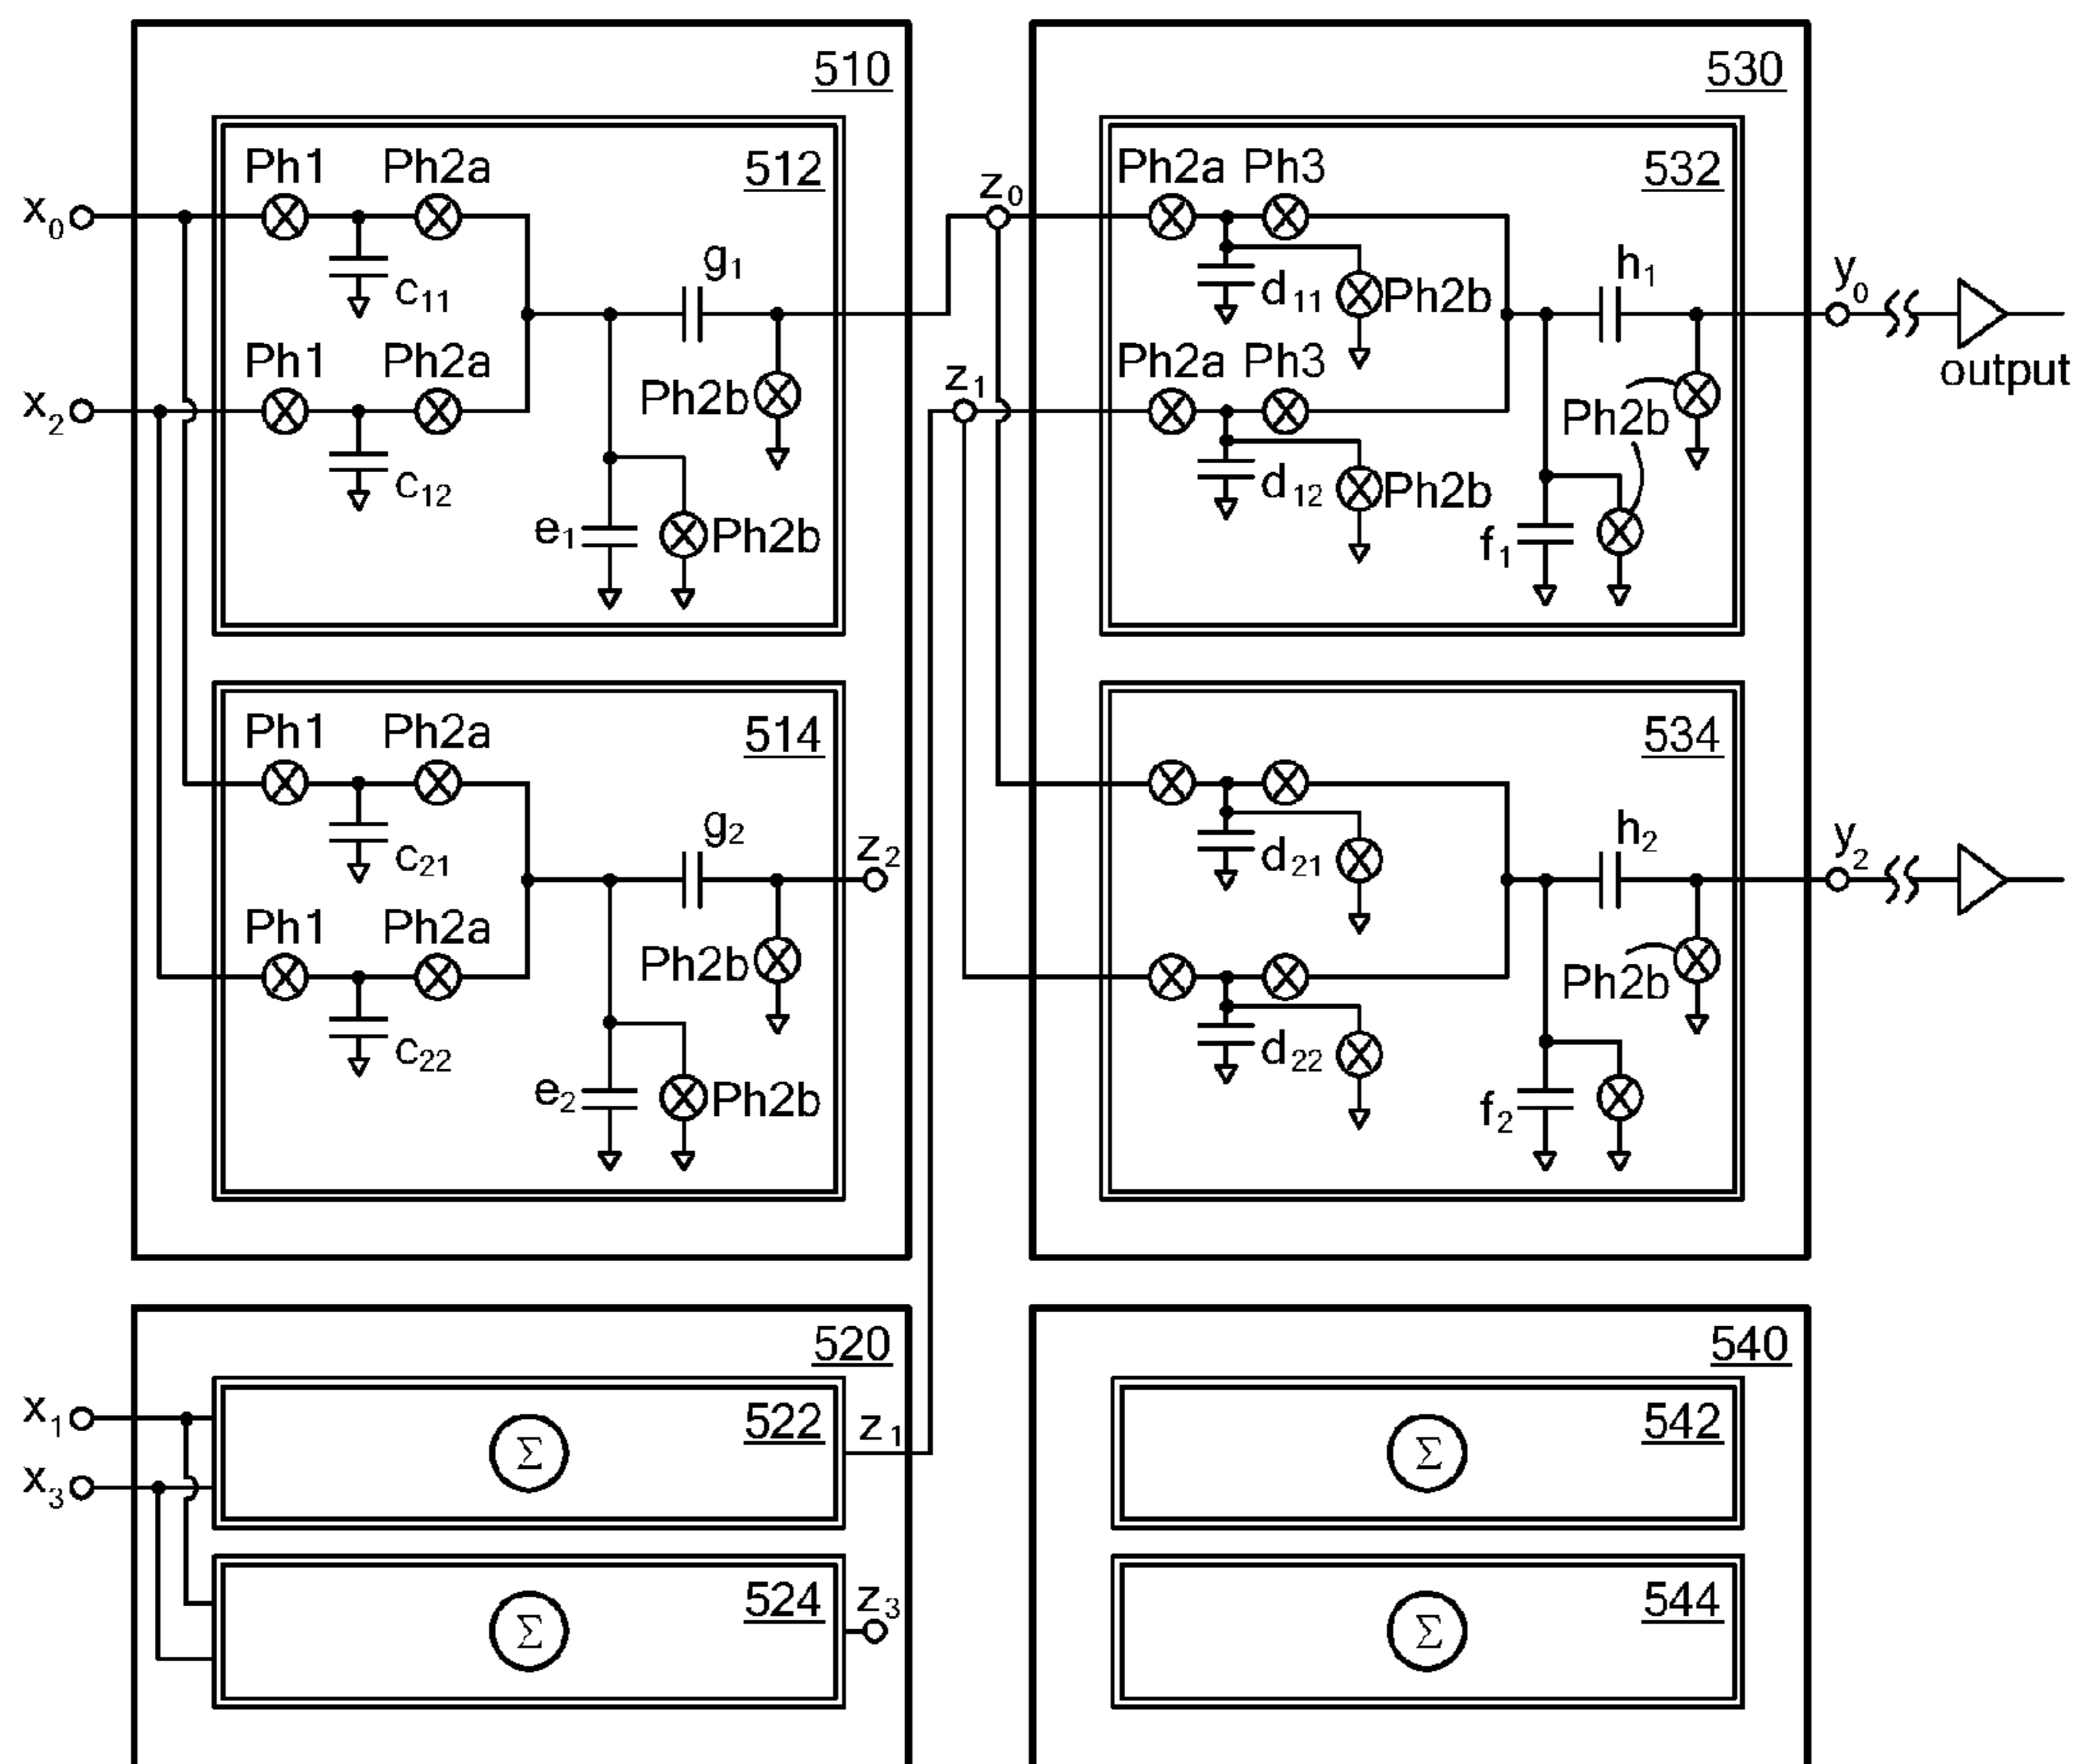 510
512
Ph1 Ph2a
x0
c11
g1
Ph1 Ph2a
x2
c12
Ph2b
e1
Ph2b
514
Ph1 Ph2a
c21
g2
z2
Ph1 Ph2a
c22
Ph2b
e2
Ph2b
520
x1
x3
522
Σ
z1
524
Σ
z3
530
532
z0
Ph2a Ph3
d11
Ph2b
h1
y0
output
z1
Ph2a Ph3
d12
Ph2b
Ph2b
f1
534
d21
h2
y2
d22
Ph2b
f2
540
542
Σ
544
Σ